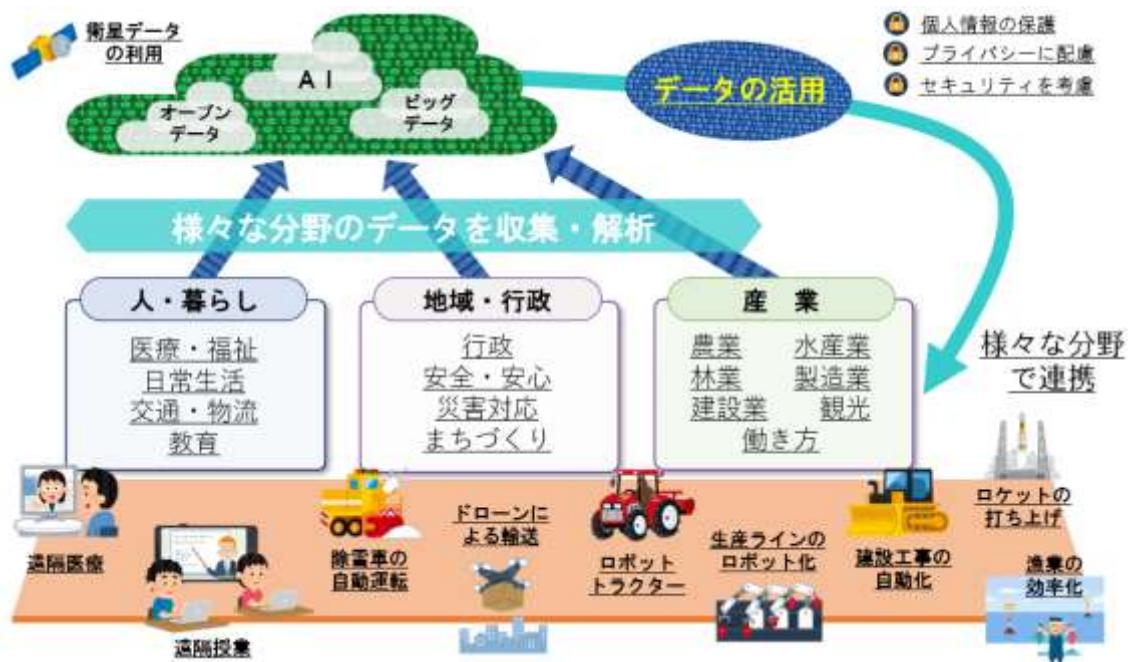 衛星データ
の利用
AI
オープン
データ
ビッグ
データ
データの活用
個人情報の保護
プライバシーに配慮
セキュリティを考慮
様々な分野のデータを収集・解析
人・暮らし
医療・福祉
日常生活
交通・物流
教育
地域・行政
行政
安全・安心
災害対応
まちづくり
産 業
農業 水産業
林業 製造業
建設業 観光
働き方
様々な分野
で連携
遠隔医療
遠隔授業
除雪車の
自動運転
ドローンに
よる輸送
ロボット
トラクター
生産ラインの
ロボット化
建設工事の
自動化
ロケットの
打ち上げ
漁業の
効率化